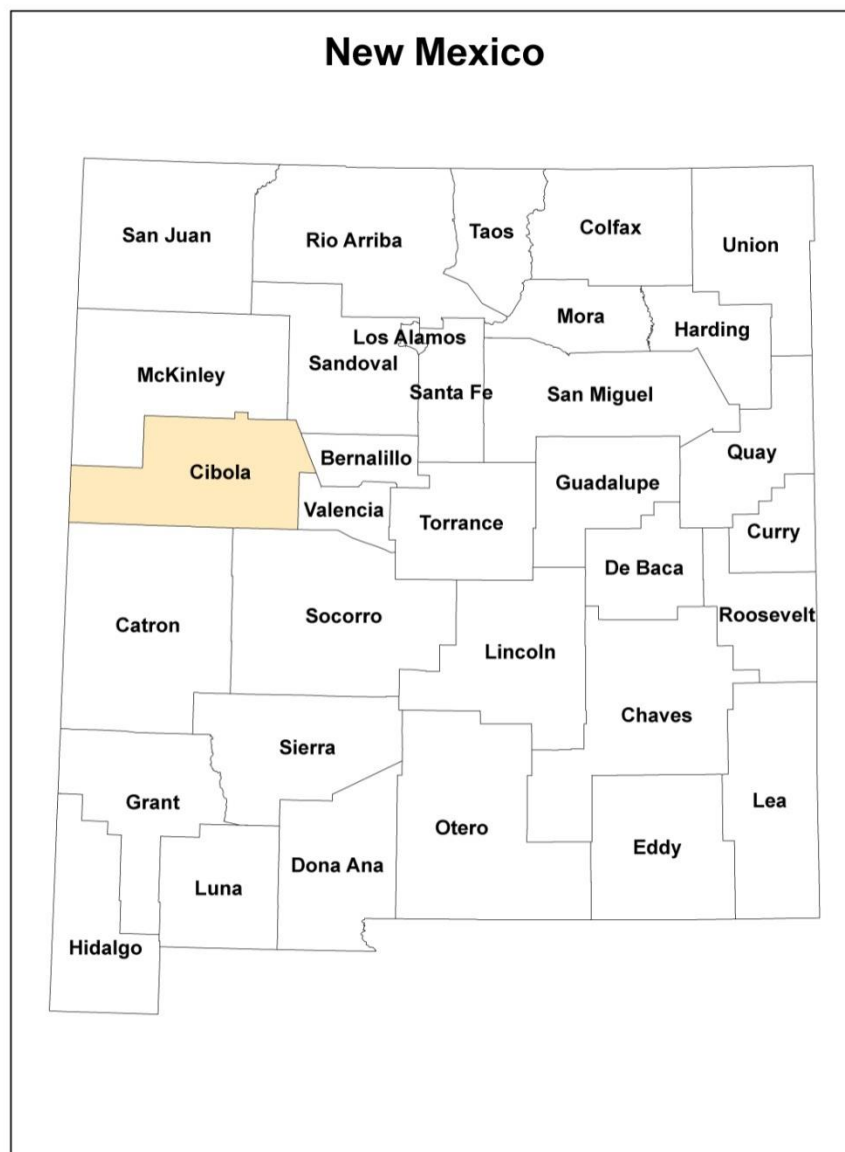 New Mexico
San Juan
Rio Arriba
Taos
Colfax
Union
Mora
Harding
Los Alamos
Sandoval
McKinley
Santa Fe
San Miguel
Quay
Bernalillo
Cibola
Guadalupe
Valencia
Torrance
Curry
De Baca
Roosevelt
Socorro
Catron
Lincoln
Chaves
Sierra
Grant
Lea
Otero
Eddy
Dona Ana
Luna
Hidalgo